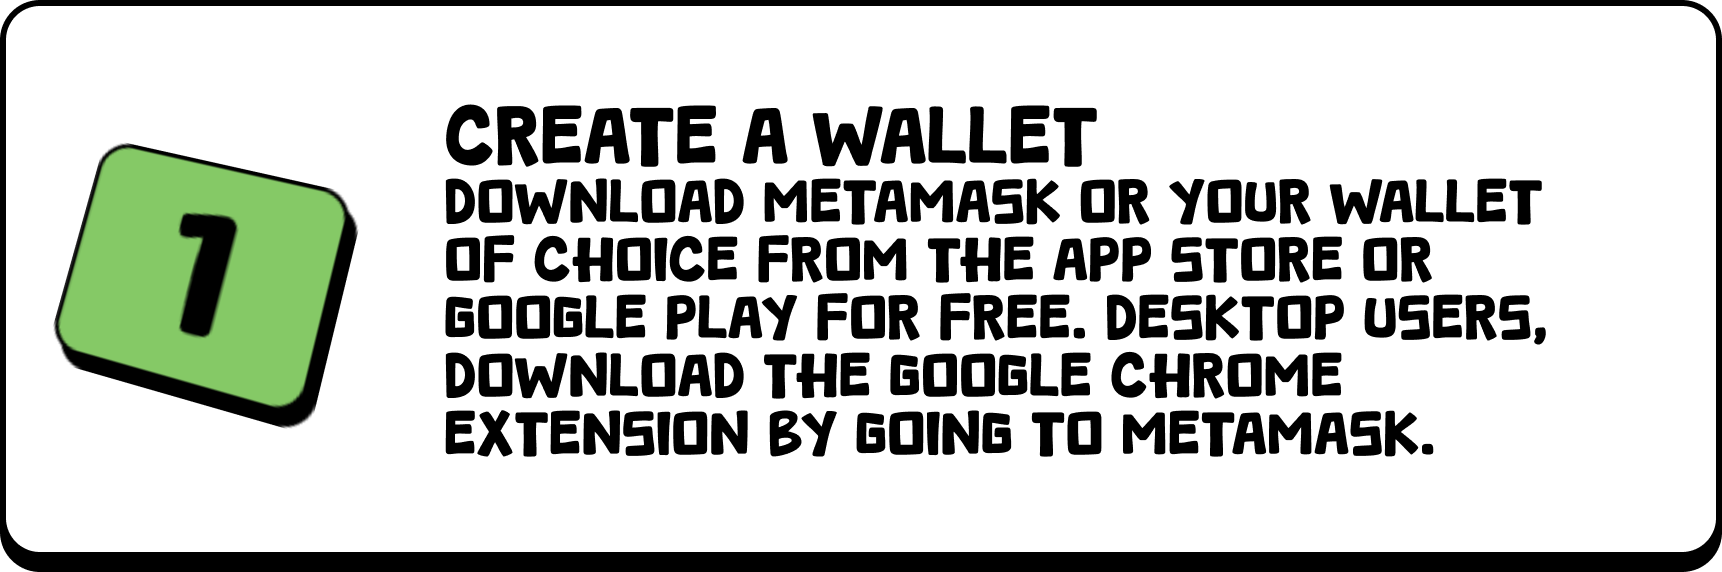 1
CREATE A WALLET
DOWNLOAD METAMASK OR YOUR WALLET
OF CHOICE FROM THE APP STORE OR
GOOGLE PLAY FOR FREE. DESKTOP USERS,
DOWNLOAD THE GOOGLE CHROME
EXTENSION BY GOING TO METAMASK.